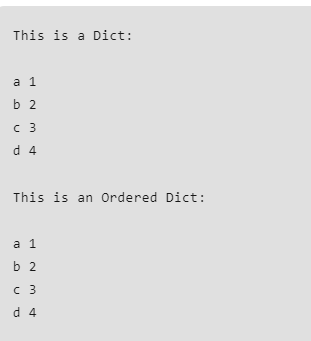 This is a Dict:
a 1
b 2
c 3
d 4
This is an Ordered Dict:
a 1
b 2
c 3
d 4